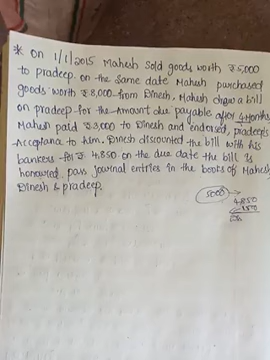 * On 1/1/2015 Mahesh Sold goods worth ₹5,000
to pradeep. on the same date Mahesh purchased
goods worth ₹8,000 from Dinesh, Mahesh drew a bill
on pradeep for the Amount due payable after 4 Months
Mahesh paid ₹3,000 to Dinesh and endorsed, pradeep's
Acceptance to him. Dinesh discounted the bill with his
bankers for ₹ 4,850 on the due date the bill is
honoured, pass journal entries in the books of Mahesh,
Dinesh & pradeep.
5000
4,850
150